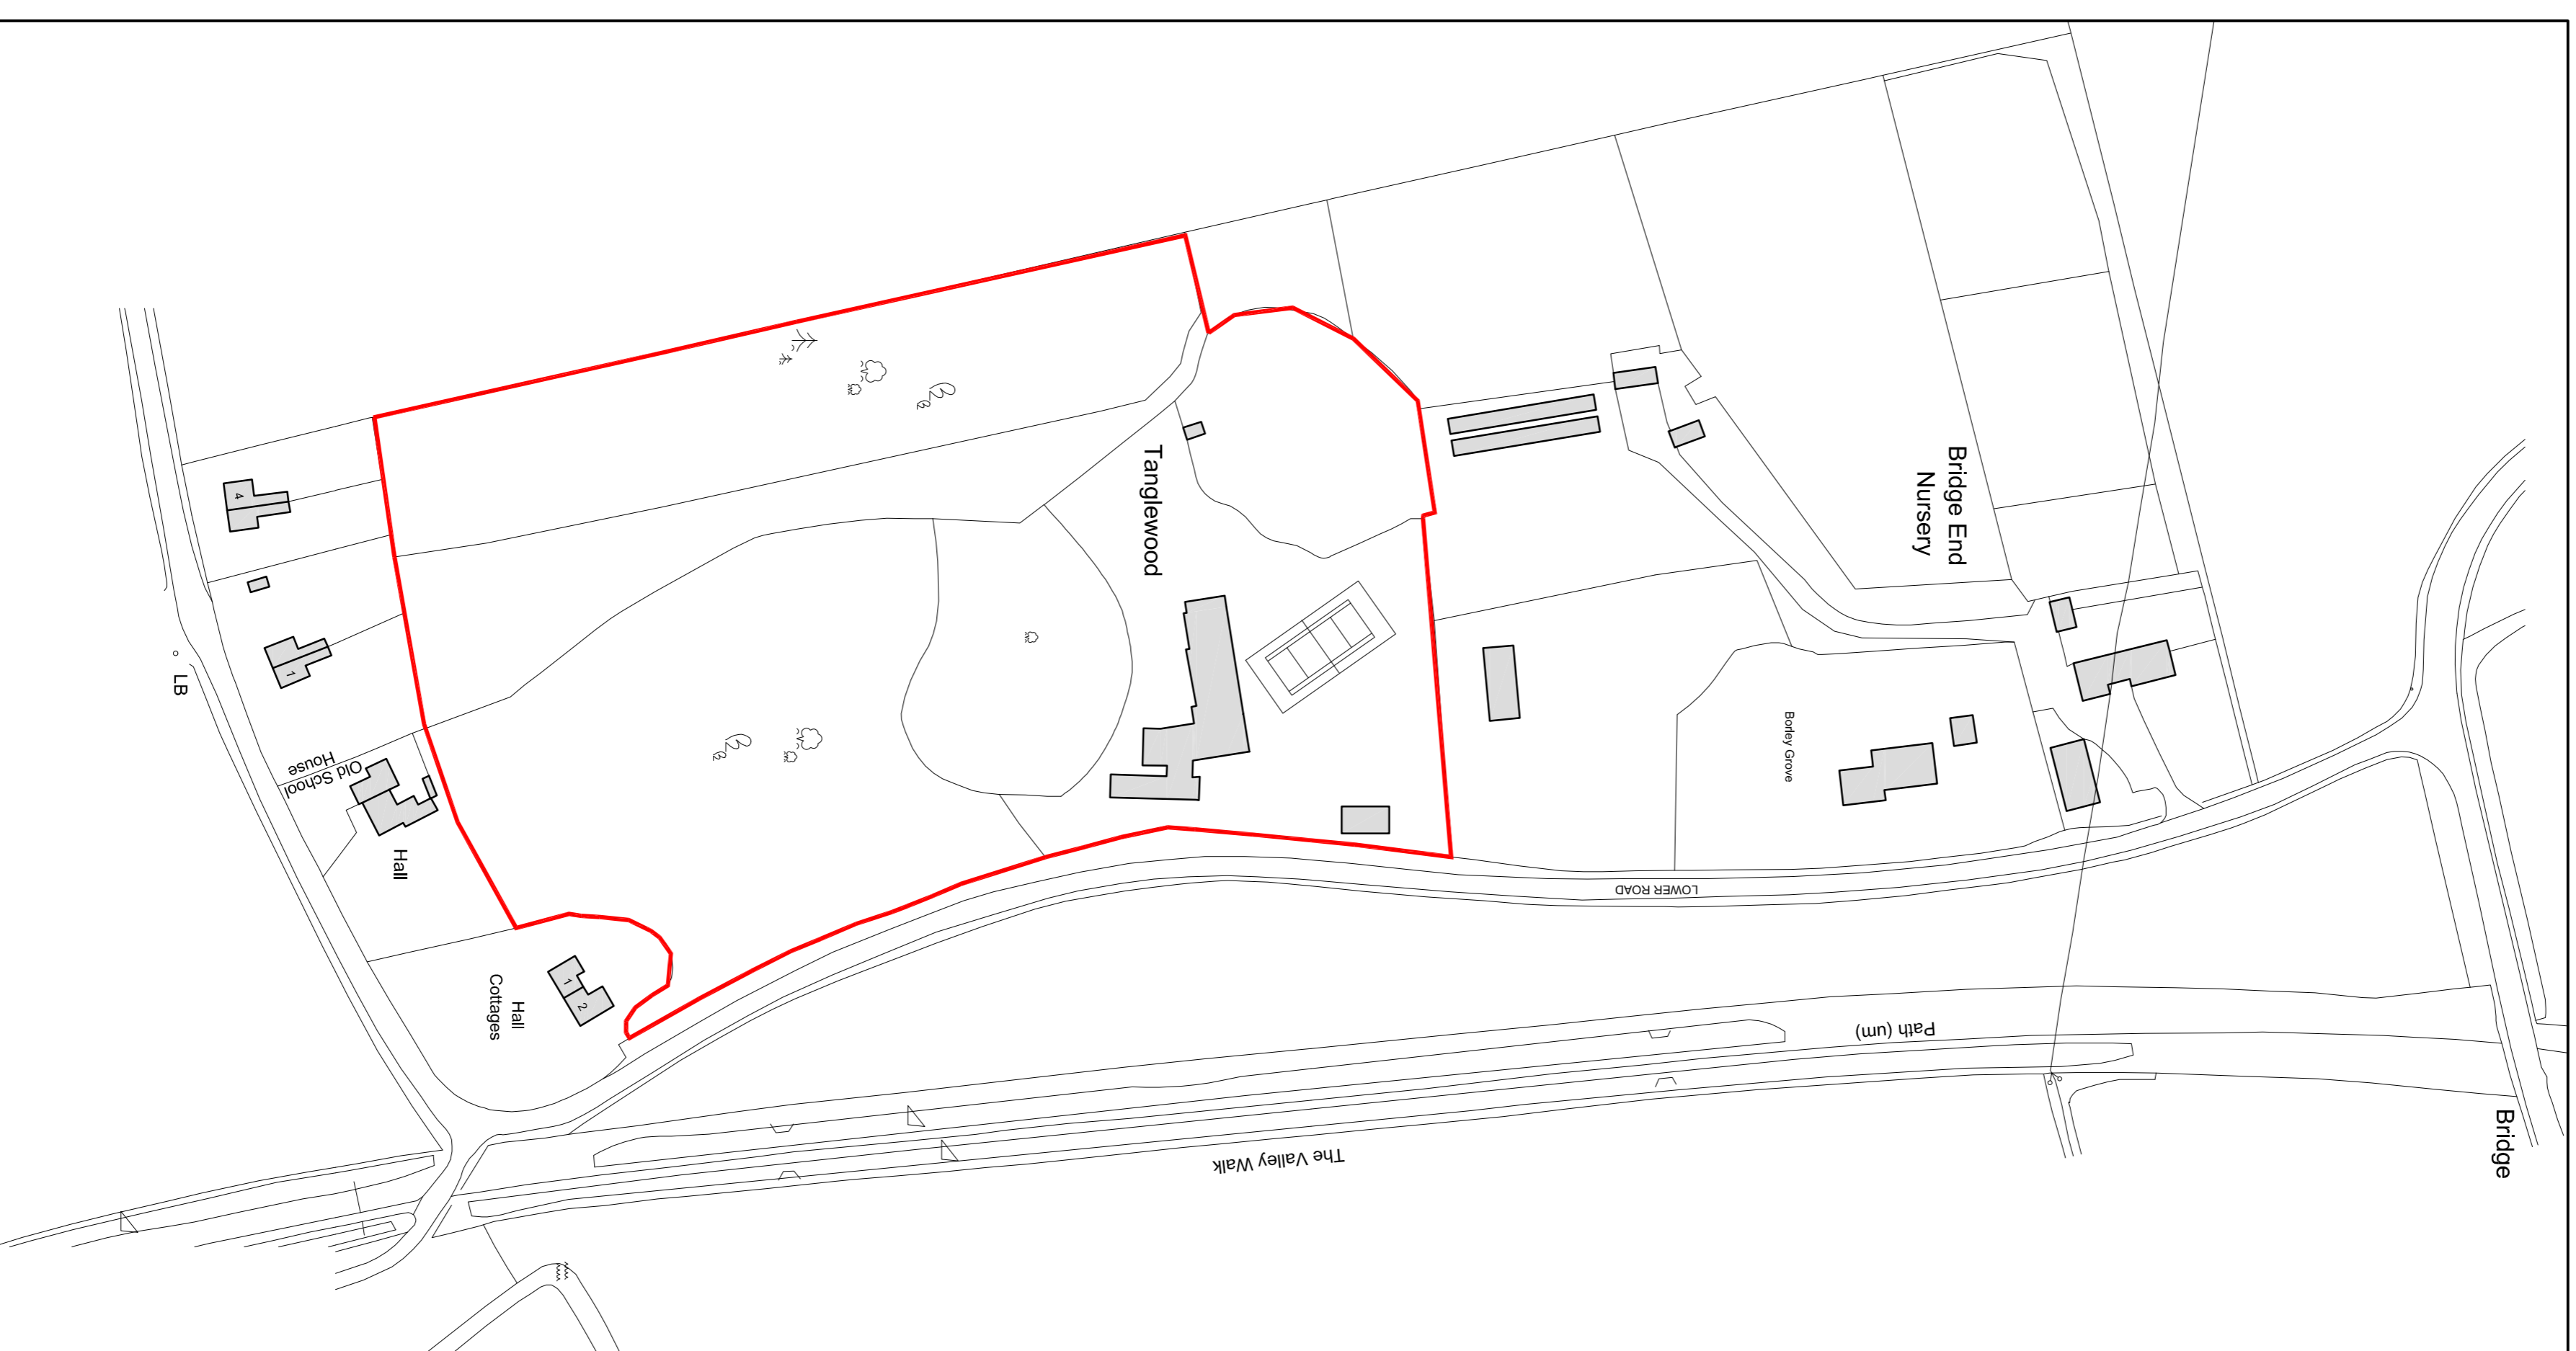 Bridge End
Nursery
Tanglewood
Borley Grove
4
1
LB
Old School
House
Hall
Hall
Cottages
1
2
LOWER ROAD
Path (um)
The Valley Walk
Bridge